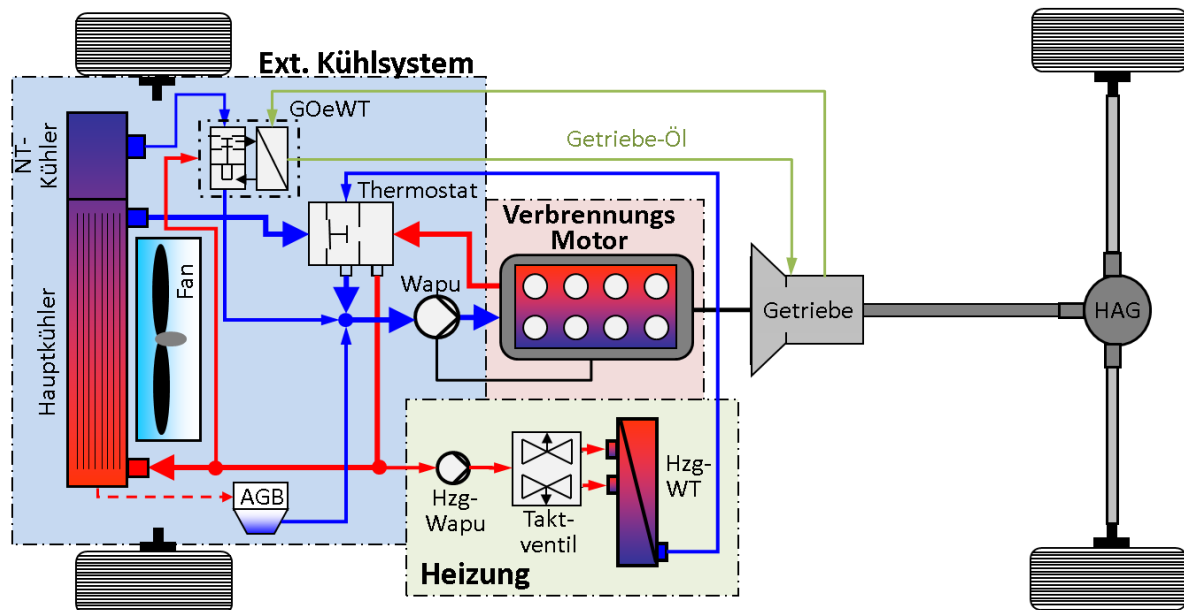 Ext. Kühlsystem
GOeWT
NT-
Kühler
Getriebe-Öl
Thermostat
Verbrennungs
Motor
Fan
Wapu
Getriebe
HAG
Hauptkühler
AGB
Hzg-
Wapu
Takt-
ventil
Hzg-
WT
Heizung